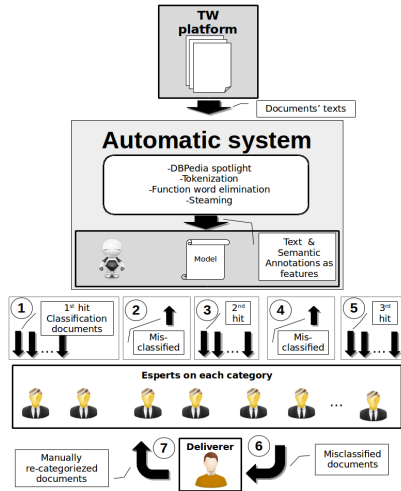 TW
platform
Documents' texts
Automatic system
-DBPedia spotlight
-Tokenization
-Function word elimination
-Steaming
Model
Text &
Semantic
Annotations as
features
1
1st hit
Classification
documents
2
Mis-
classified
3
2nd
hit
4
Mis-
classified
5
3rd
hit
...
...
...
Esperts on each category
...
7
Deliverer
6
Manually
re-categoriezed
documents
Misclassified
documents